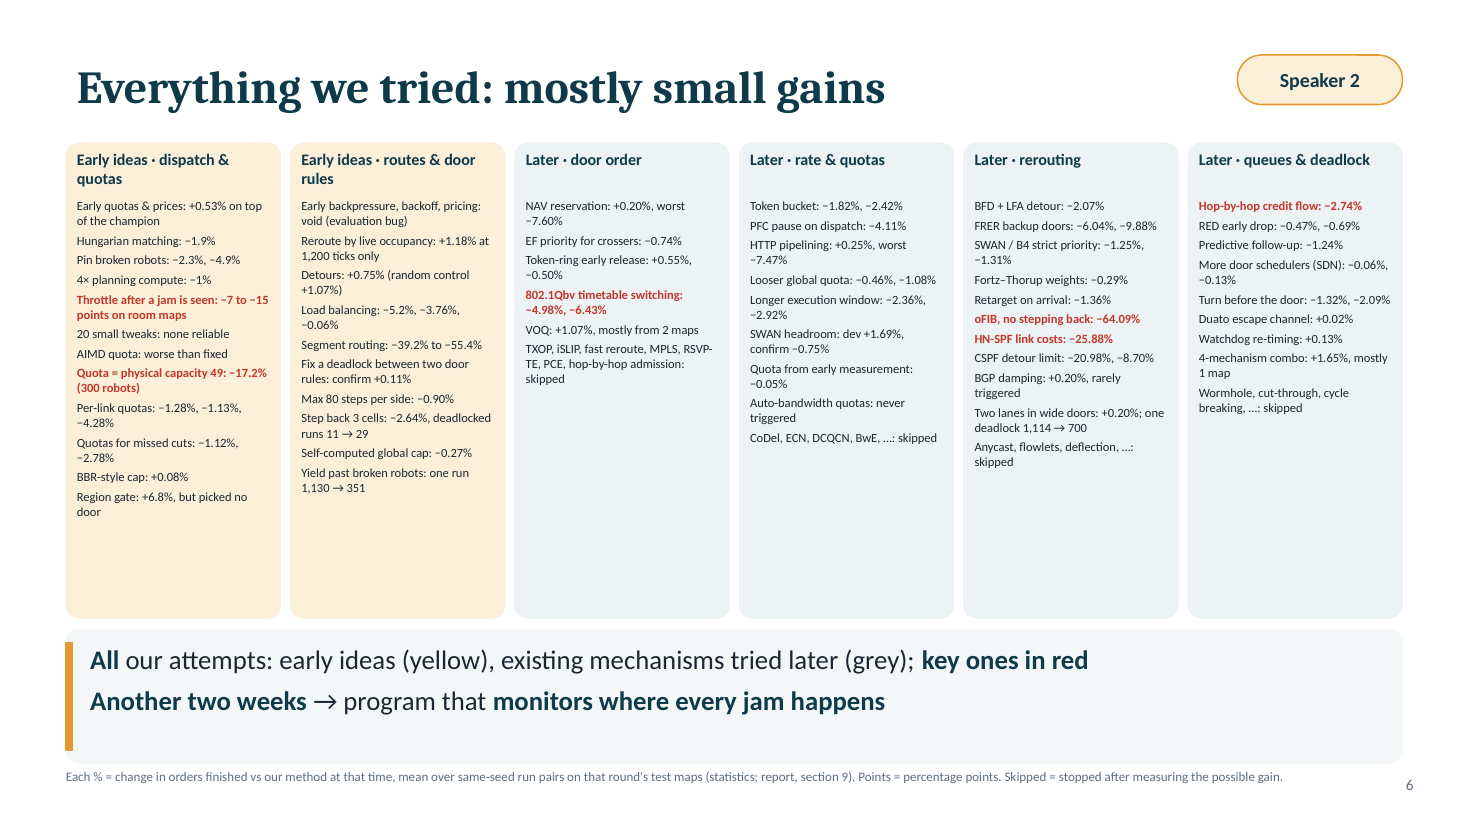 Everything we tried: mostly small gains
Speaker 2
Early ideas · dispatch &
quotas
Early quotas & prices: +0.53% on top
of the champion
Hungarian matching: −1.9%
Pin broken robots: −2.3%, −4.9%
4× planning compute: −1%
Throttle after a jam is seen: −7 to −15
points on room maps
20 small tweaks: none reliable
AIMD quota: worse than fixed
Quota = physical capacity 49: −17.2%
(300 robots)
Per-link quotas: −1.28%, −1.13%,
−4.28%
Quotas for missed cuts: −1.12%,
−2.78%
BBR-style cap: +0.08%
Region gate: +6.8%, but picked no
door
Early ideas · routes & door
rules
Early backpressure, backoff, pricing:
void (evaluation bug)
Reroute by live occupancy: +1.18% at
1,200 ticks only
Detours: +0.75% (random control
+1.07%)
Load balancing: −5.2%, −3.76%,
−0.06%
Segment routing: −39.2% to −55.4%
Fix a deadlock between two door
rules: confirm +0.11%
Max 80 steps per side: −0.90%
Step back 3 cells: −2.64%, deadlocked
runs 11 → 29
Self-computed global cap: −0.27%
Yield past broken robots: one run
1,130 → 351
Later · door order
NAV reservation: +0.20%, worst
−7.60%
EF priority for crossers: −0.74%
Token-ring early release: +0.55%,
−0.50%
802.1Qbv timetable switching:
−4.98%, −6.43%
VOQ: +1.07%, mostly from 2 maps
TXOP, iSLIP, fast reroute, MPLS, RSVP-
TE, PCE, hop-by-hop admission:
skipped
Later · rate & quotas
Token bucket: −1.82%, −2.42%
PFC pause on dispatch: −4.11%
HTTP pipelining: +0.25%, worst
−7.47%
Looser global quota: −0.46%, −1.08%
Longer execution window: −2.36%,
−2.92%
SWAN headroom: dev +1.69%,
confirm −0.75%
Quota from early measurement:
−0.05%
Auto-bandwidth quotas: never
triggered
CoDel, ECN, DCQCN, BwE, …: skipped
Later · rerouting
BFD + LFA detour: −2.07%
FRER backup doors: −6.04%, −9.88%
SWAN / B4 strict priority: −1.25%,
−1.31%
Fortz–Thorup weights: −0.29%
Retarget on arrival: −1.36%
oFIB, no stepping back: −64.09%
HN-SPF link costs: −25.88%
CSPF detour limit: −20.98%, −8.70%
BGP damping: +0.20%, rarely
triggered
Two lanes in wide doors: +0.20%; one
deadlock 1,114 → 700
Anycast, flowlets, deflection, …:
skipped
Later · queues & deadlock
Hop-by-hop credit flow: −2.74%
RED early drop: −0.47%, −0.69%
Predictive follow-up: −1.24%
More door schedulers (SDN): −0.06%,
−0.13%
Turn before the door: −1.32%, −2.09%
Duato escape channel: +0.02%
Watchdog re-timing: +0.13%
4-mechanism combo: +1.65%, mostly
1 map
Wormhole, cut-through, cycle
breaking, …: skipped
All our attempts: early ideas (yellow), existing mechanisms tried later (grey); key ones in red
Another two weeks → program that monitors where every jam happens
Each % = change in orders finished vs our method at that time, mean over same-seed run pairs on that round's test maps (statistics; report, section 9). Points = percentage points. Skipped = stopped after measuring the possible gain.
6